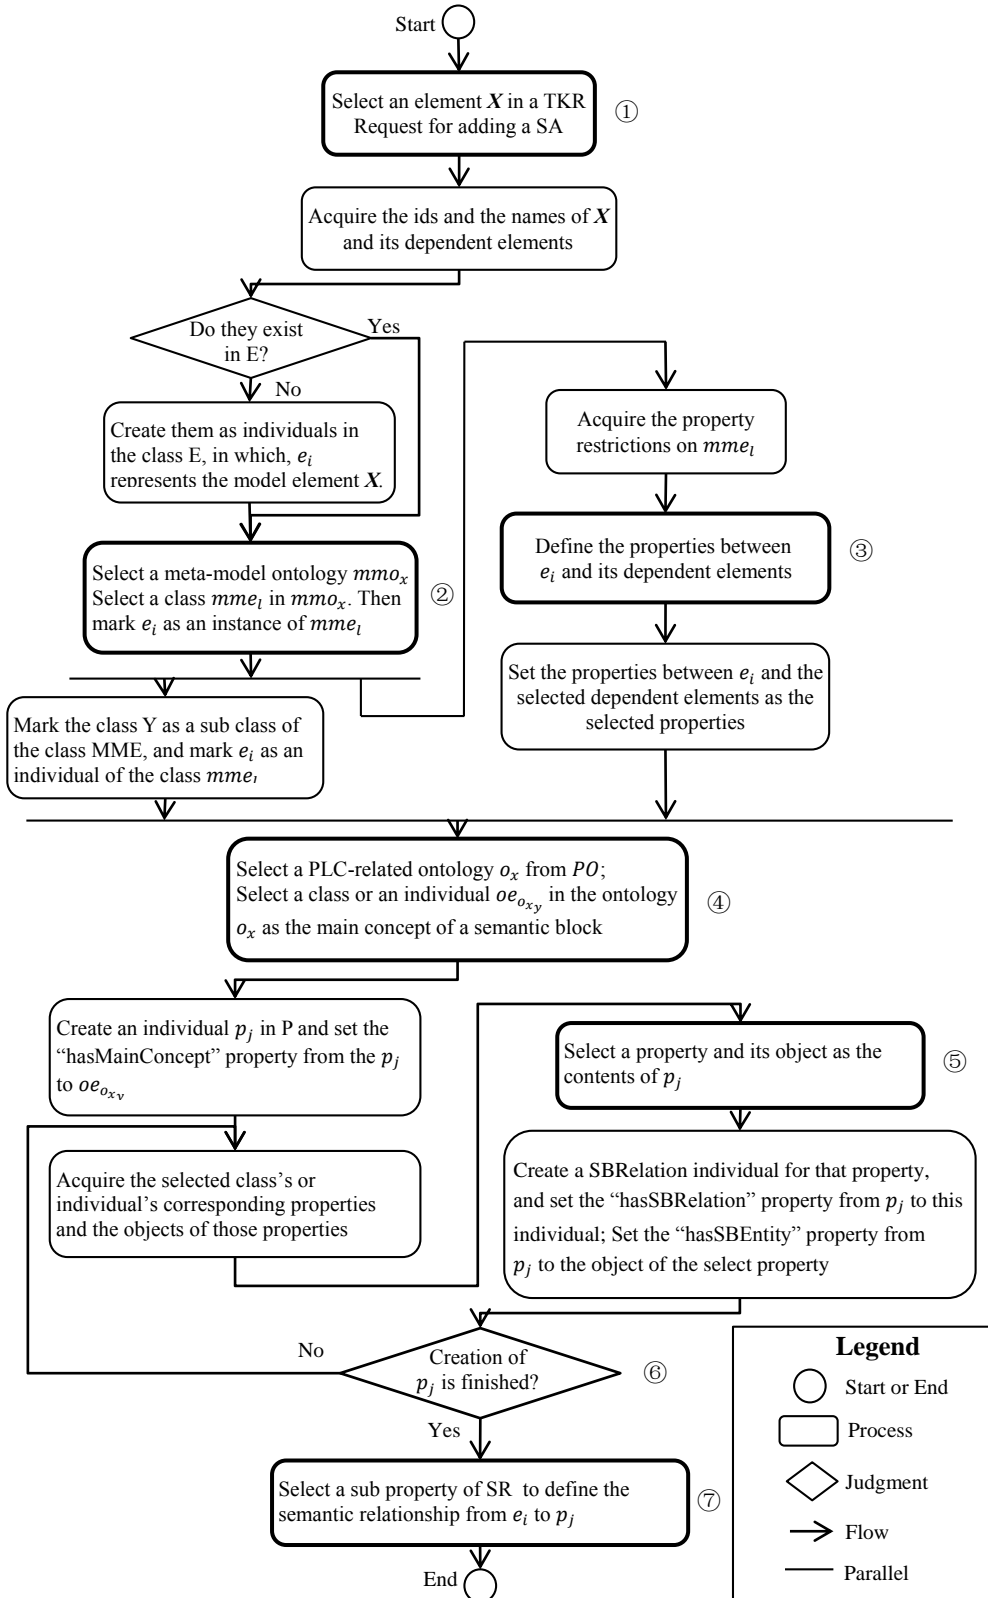 Start
Select an element X in a TKR
Request for adding a SA
①
Acquire the ids and the names of X
and its dependent elements
Do they exist
in E?
Yes
No
Create them as individuals in
the class E, in which, e_i
represents the model element X.
Select a meta-model ontology mmo_x
Select a class mme_l in mmo_x. Then
mark e_i as an instance of mme_l
②
Mark the class Y as a sub class of
the class MME, and mark e_i as an
individual of the class mme_l
Acquire the property
restrictions on mme_l
Define the properties between
e_i and its dependent elements
③
Set the properties between e_i and the
selected dependent elements as the
selected properties
Select a PLC-related ontology o_x from PO;
Select a class or an individual oe_{o_{x_y}} in the ontology
o_x as the main concept of a semantic block
④
Create an individual p_j in P and set the
“hasMainConcept” property from the p_j
to oe_{o_{x_y}}
Acquire the selected class’s or
individual’s corresponding properties
and the objects of those properties
Select a property and its object as the
contents of p_j
⑤
Create a SBRelation individual for that property,
and set the “hasSBRelation” property from p_j to this
individual; Set the “hasSBEntity” property from
p_j to the object of the select property
No
Creation of
p_j is finished?
⑥
Yes
Select a sub property of SR to define the
semantic relationship from e_i to p_j
⑦
End
Legend
Start or End
Process
Judgment
Flow
Parallel